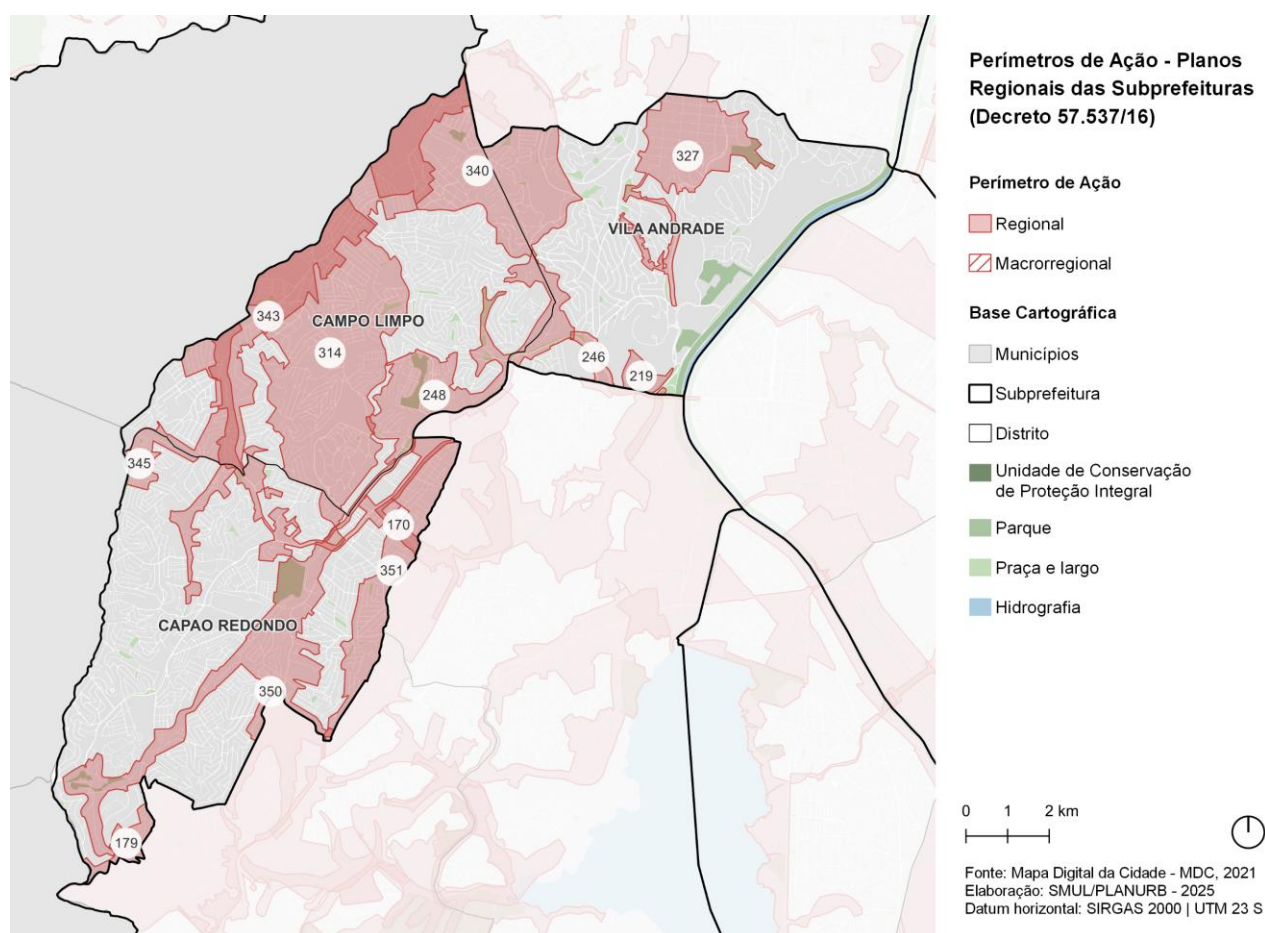 Perímetros de Ação - Planos
Regionais das Subprefeituras
(Decreto 57.537/16)
Perímetro de Ação
Regional
Macrorregional
Base Cartográfica
Municípios
Subprefeitura
Distrito
Unidade de Conservação
de Proteção Integral
Parque
Praça e largo
Hidrografia
0 1 2 km
Fonte: Mapa Digital da Cidade - MDC, 2021
Elaboração: SMUL/PLANURB - 2025
Datum horizontal: SIRGAS 2000 | UTM 23 S
327
340
VILA ANDRADE
343
CAMPO LIMPO
314
246
219
248
345
170
351
CAPAO REDONDO
350
179